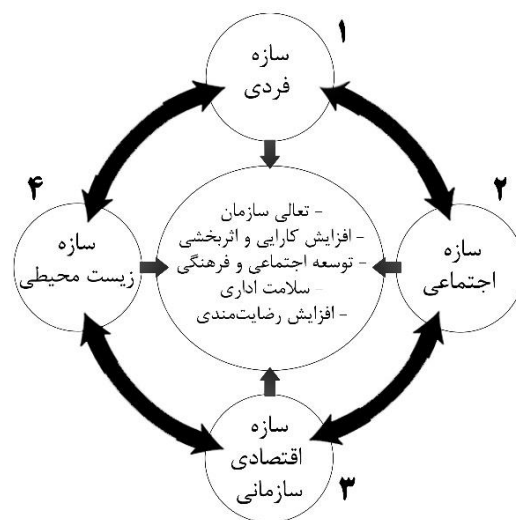 ۱
سازه
فردی
۲
سازه
اجتماعی
۳
سازه
اقتصادی
سازمانی
۴
سازه
زیست محیطی
- تعالی سازمان
- افزایش کارایی و اثربخشی
- توسعه اجتماعی و فرهنگی
- سلامت اداری
- افزایش رضایت‌مندی